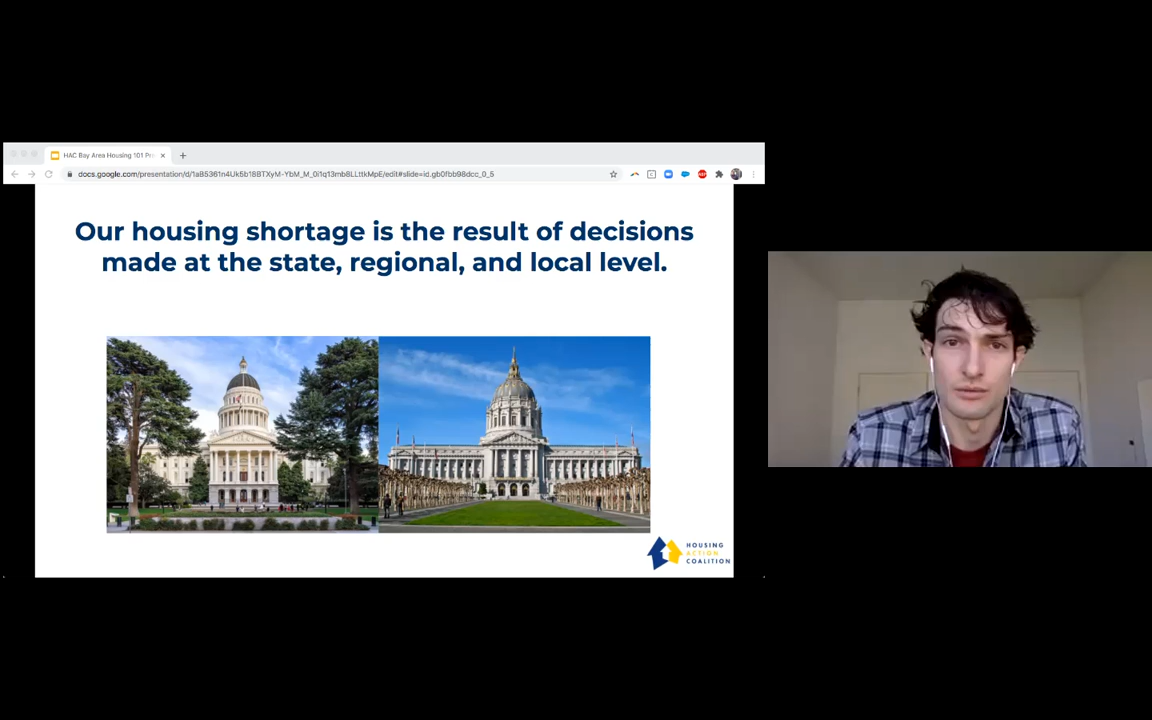 HAC Bay Area Housing 101 Pre
docs.google.com/presentation/d/1aB5361n4Uk5b18BTXyM-YbM_M_0i1q13mb8LLttkMpE/edit#slide=id.gb0fbb98dcc_0_5
Our housing shortage is the result of decisions
made at the state, regional, and local level.
HOUSING
ACTION
COALITION